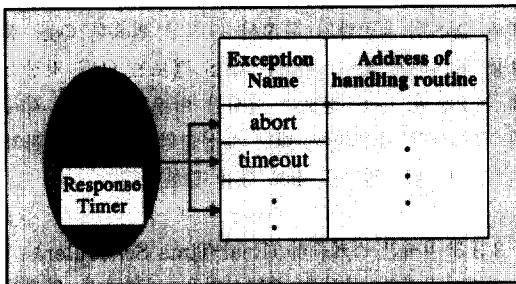 Exception
Name
Address of
handling routine
abort
timeout
Response
Timer